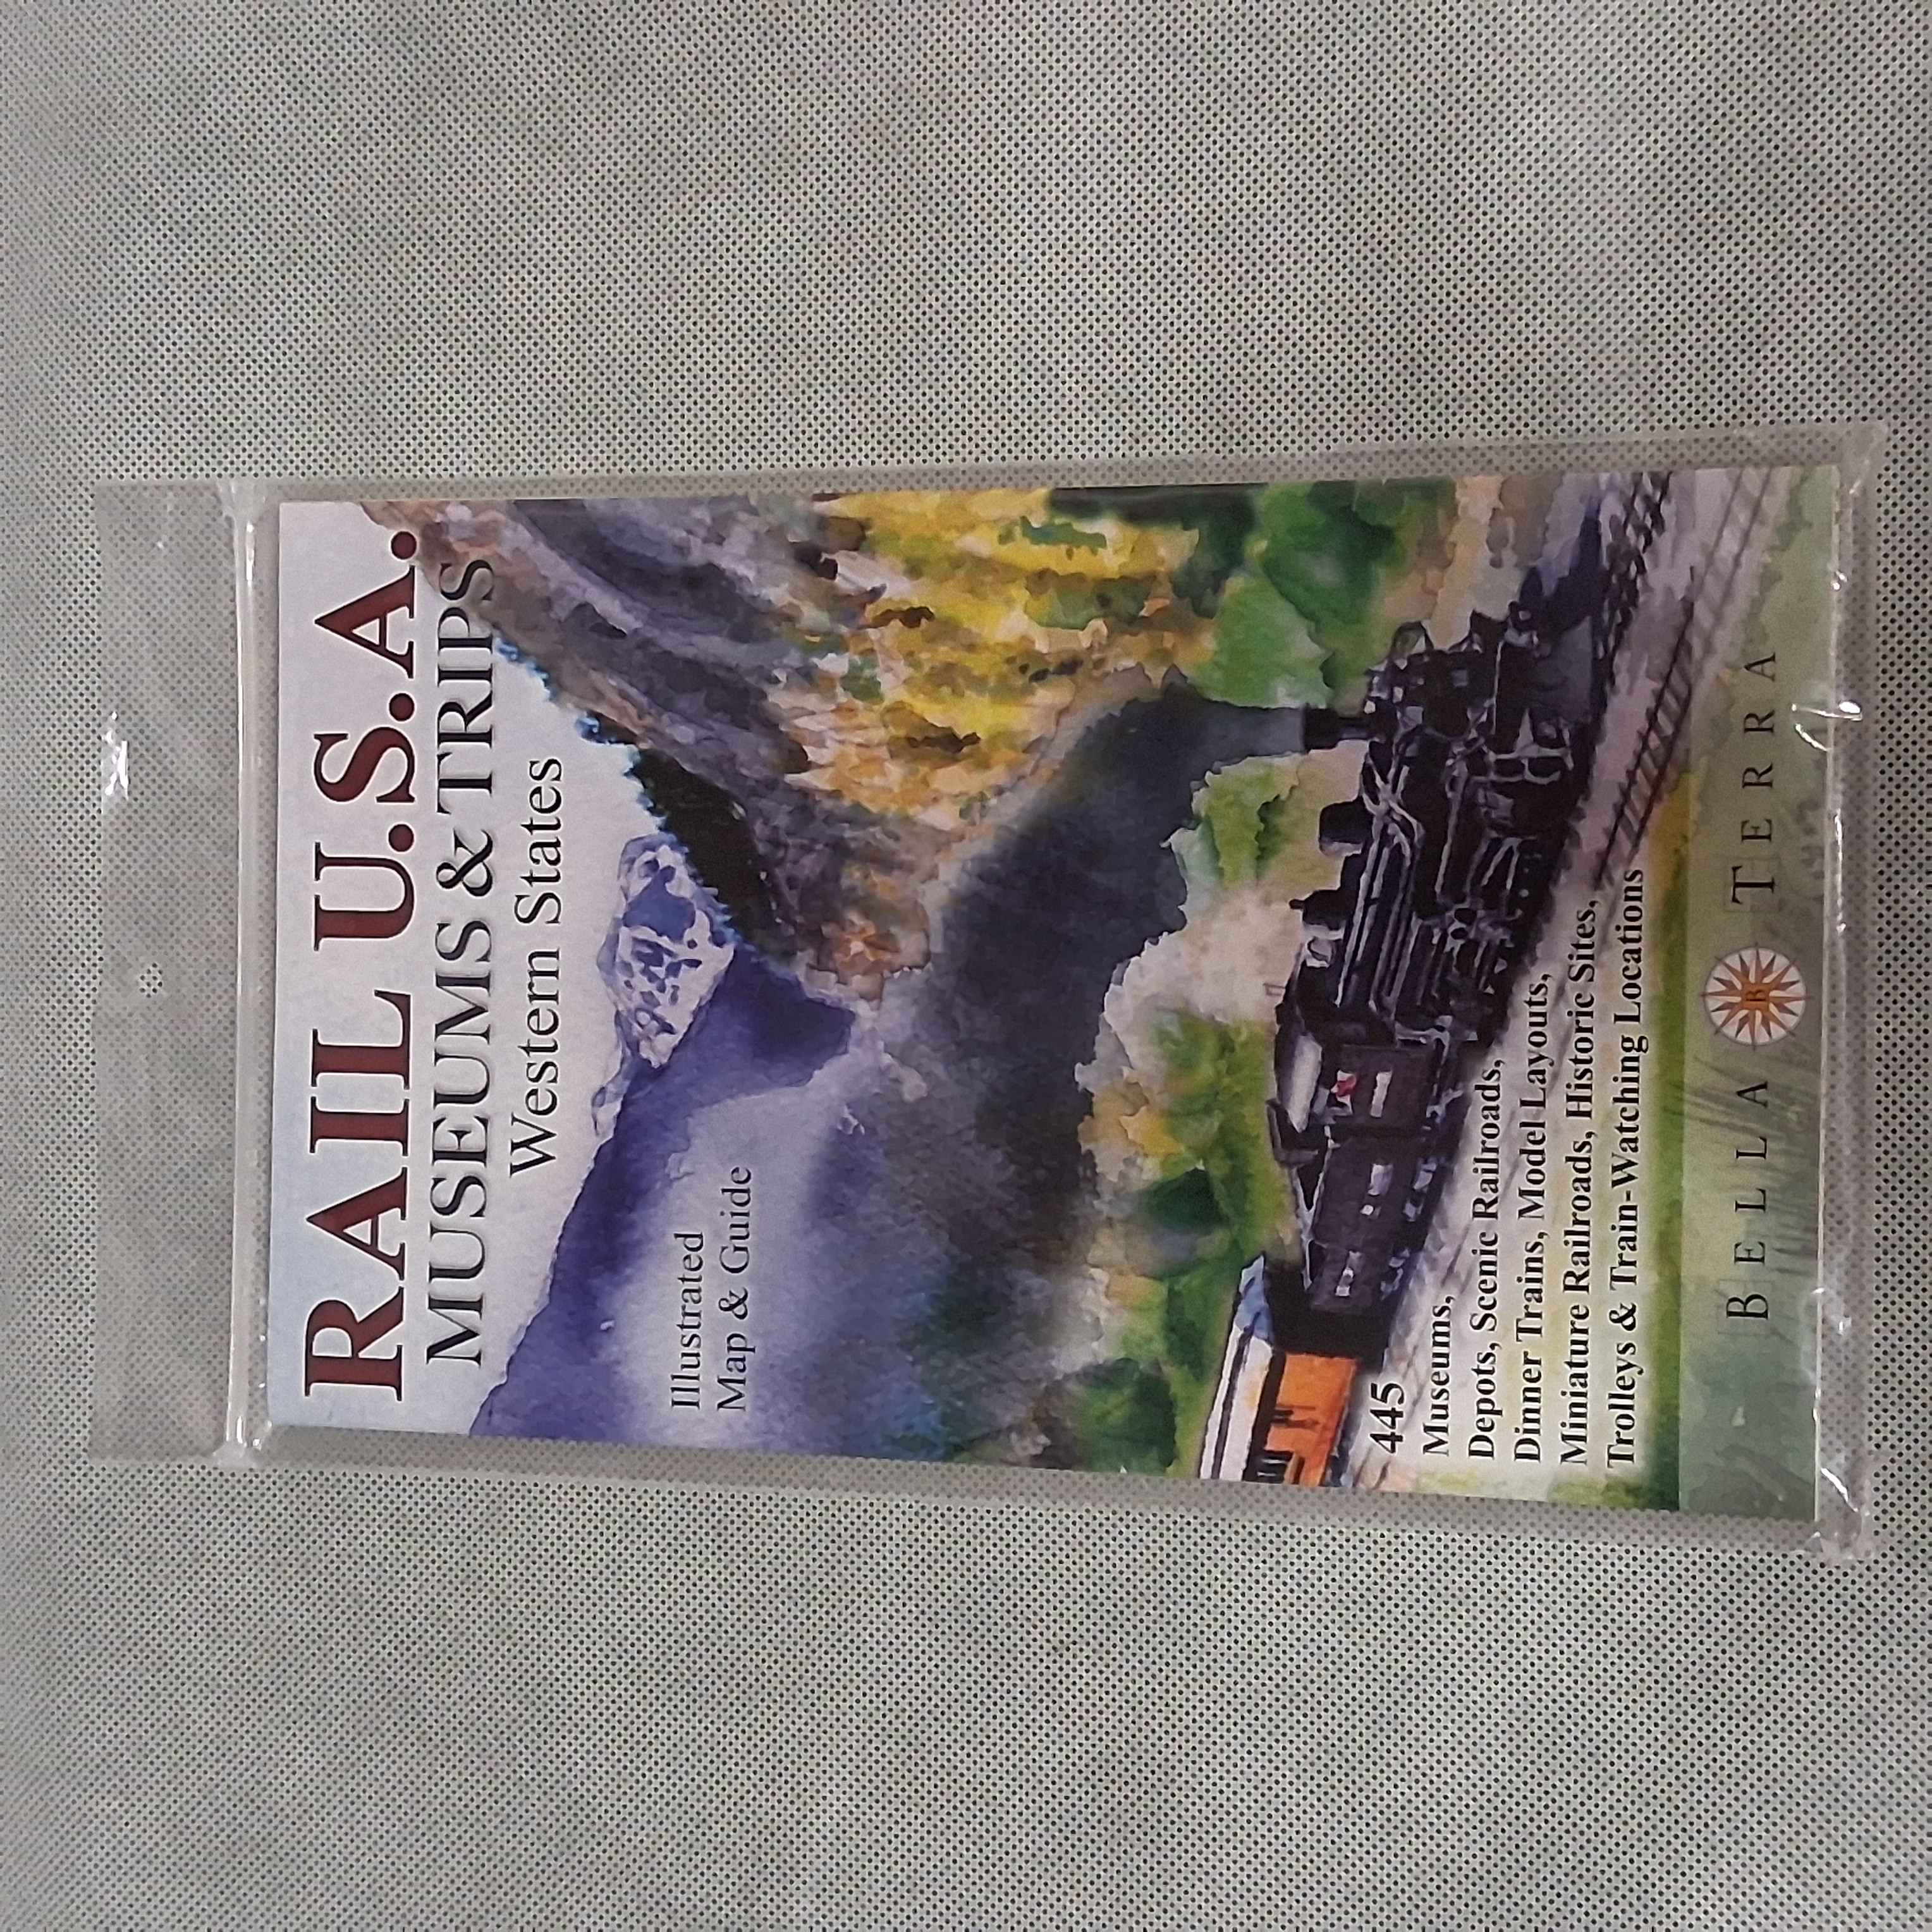 RAIL U.S.A.
MUSEUMS & TRIPS
Western States
Illustrated
Map & Guide
445
Museums,
Depots, Scenic Railroads,
Dinner Trains, Model Layouts,
Miniature Railroads, Historic Sites,
Trolleys & Train-Watching Locations
BELLA B TERRA